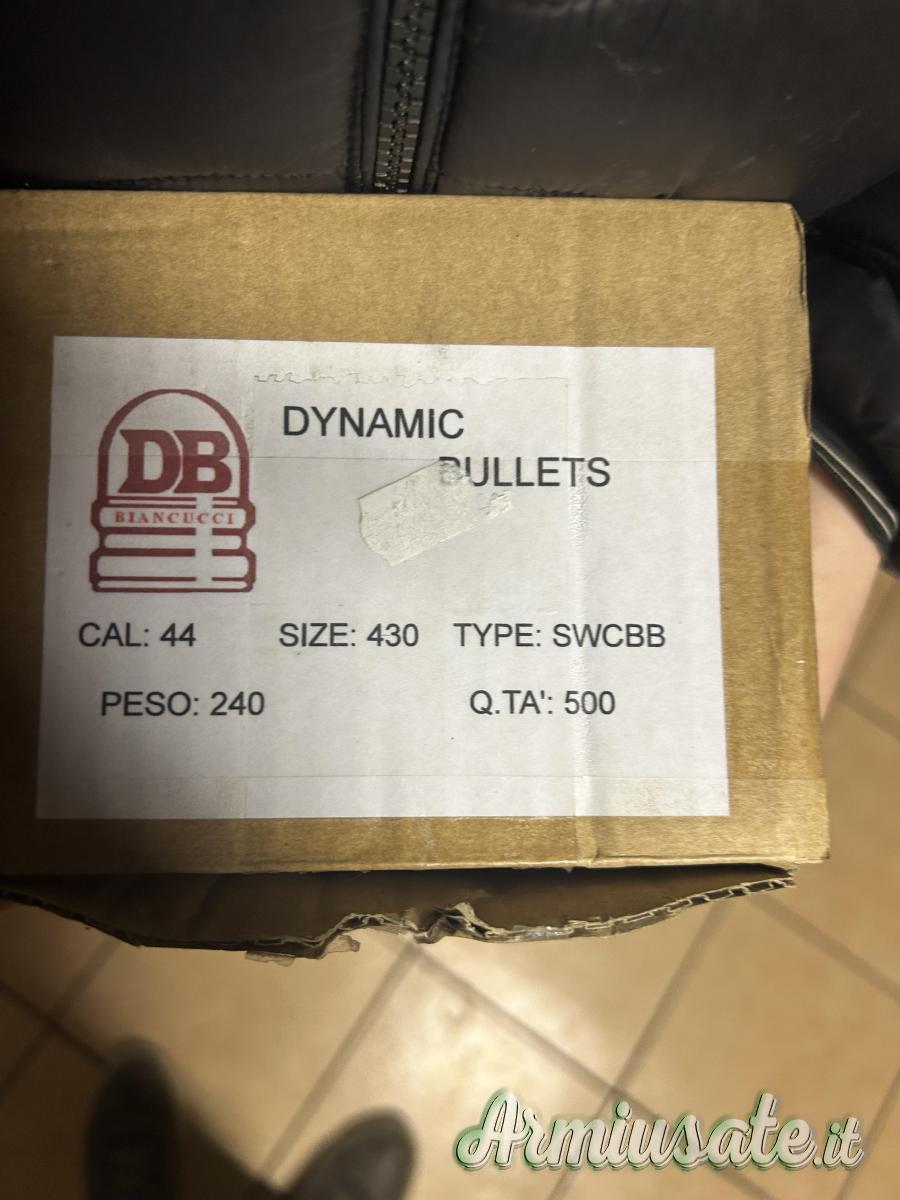 DYNAMIC
BULLETS
DB
BIANCUCCI
CAL: 44 SIZE: 430 TYPE: SWCBB
PESO: 240 Q.TA': 500
Armiusate.it